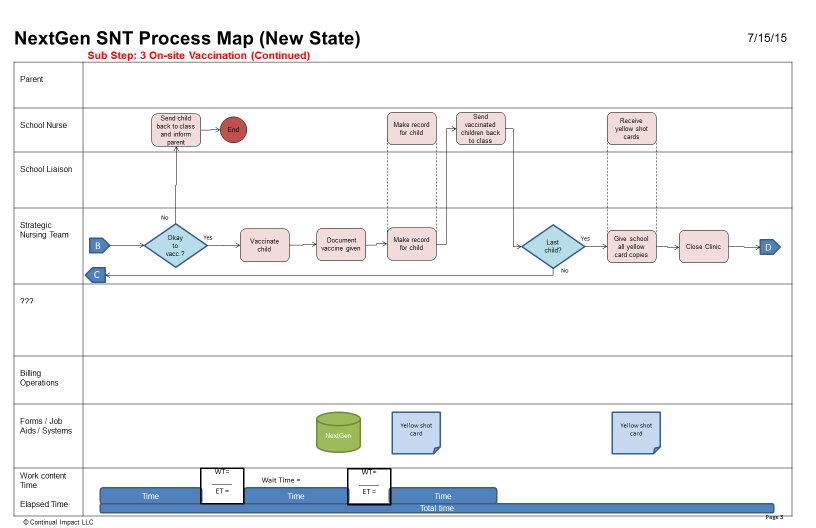 NextGen SNT Process Map (New State)
7/15/15
Sub Step: 3 On-site Vaccination (Continued)
Parent
School Nurse
Send child
back to class
and inform
parent
End
Make record
for child
Send
vaccinated
children back
to class
Receive
yellow shot
cards
School Liaison
Strategic
Nursing Team
No
B
Okay
to
vacc.?
Yes
Vaccinate
child
Document
vaccine given
Make record
for child
Last
child?
Yes
Give school
all yellow
card copies
Close Clinic
D
C
No
???
Billing
Operations
Forms / Job
Aids / Systems
NextGen
Yellow shot
card
Yellow shot
card
Work content
Time
WT=
ET =
Wait Time =
WT=
ET =
Time
Time
Time
Elapsed Time
Total time
© Continual Impact LLC
Page 5